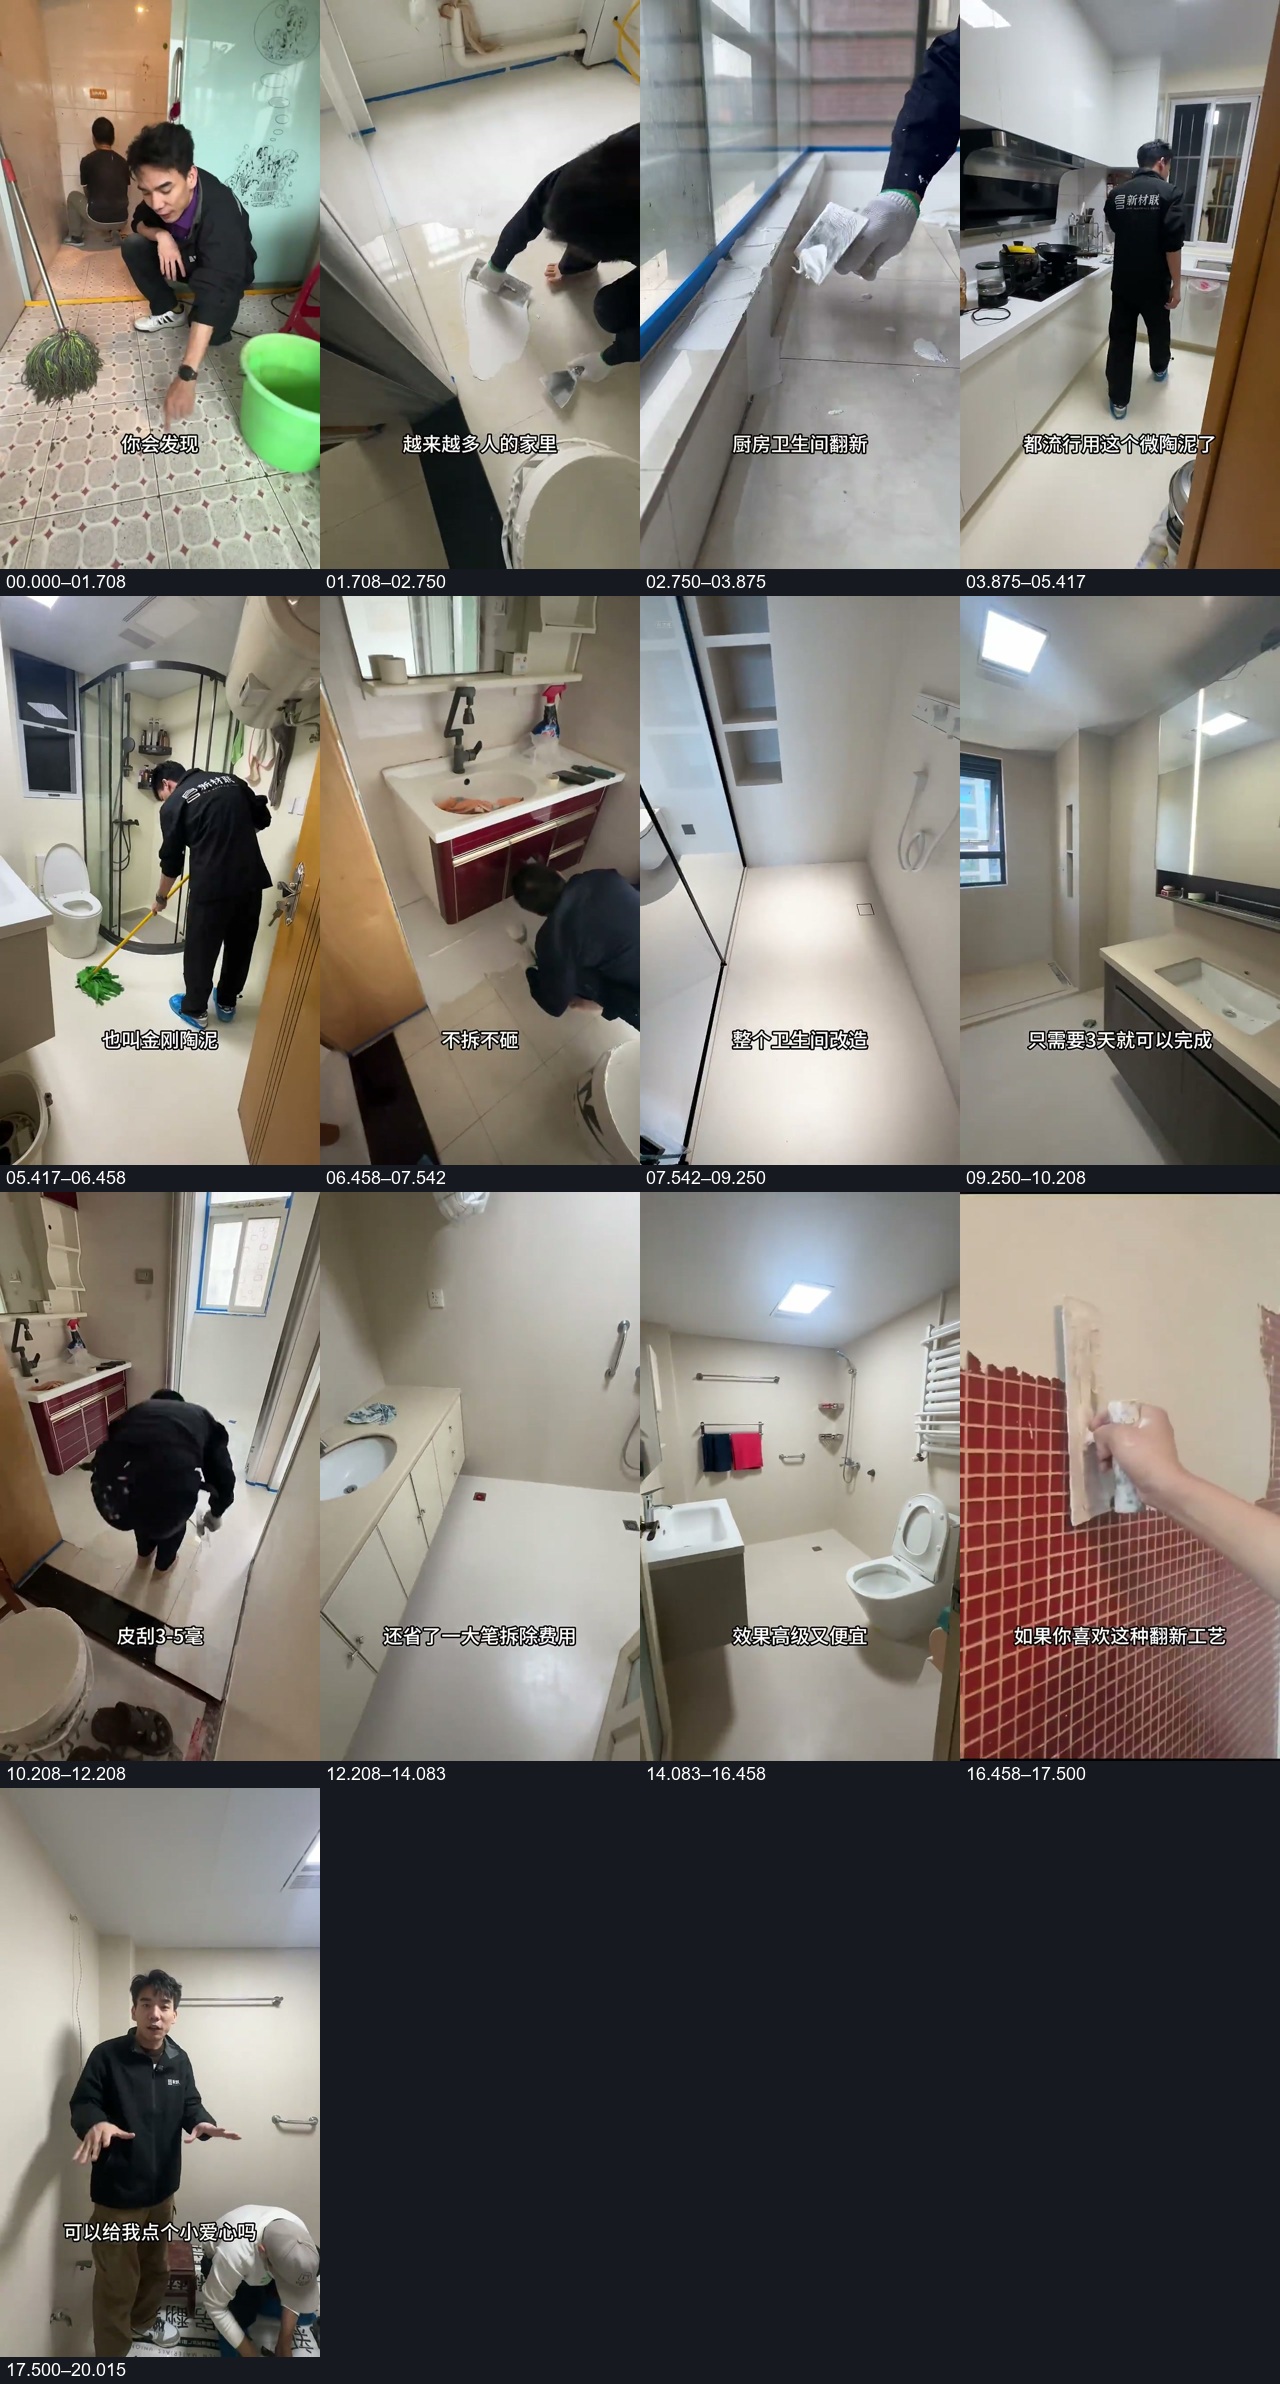 你会发现
越来越多人的家里
厨房卫生间翻新
新材联
都流行用这个微陶泥了
00.000–01.708
01.708–02.750
02.750–03.875
03.875–05.417
新材联
也叫金刚陶泥
不拆不砸
整个卫生间改造
只需要3天就可以完成
05.417–06.458
06.458–07.542
07.542–09.250
09.250–10.208
皮刮3-5毫
还省了一大笔拆除费用
效果高级又便宜
如果你喜欢这种翻新工艺
10.208–12.208
12.208–14.083
14.083–16.458
16.458–17.500
可以给我点个小爱心吗
17.500–20.015